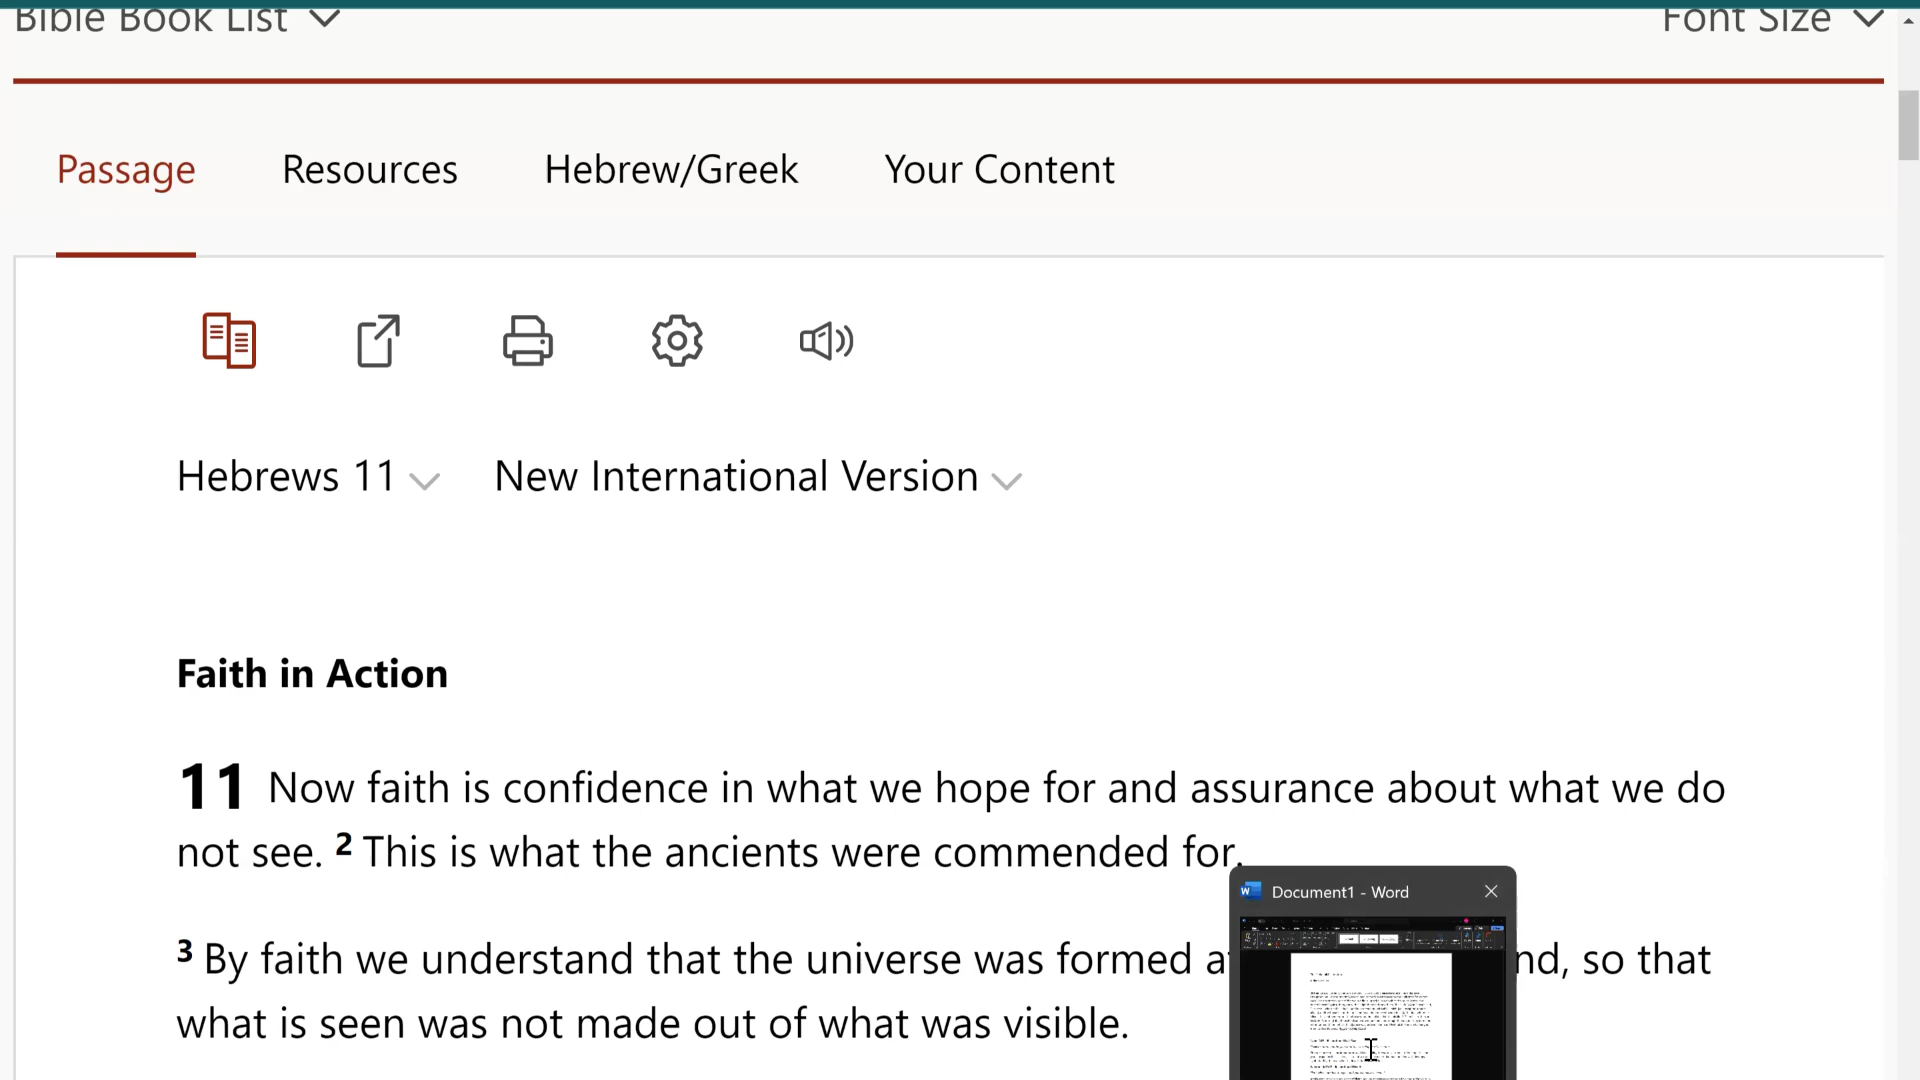 Bible Book List
Font Size
Passage
Resources
Hebrew/Greek
Your Content
Hebrews 11
New International Version
Faith in Action
11 Now faith is confidence in what we hope for and assurance about what we do
not see. 2 This is what the ancients were commended for.
Document1 - Word
3 By faith we understand that the universe was formed so that
what is seen was not made out of what was visible.